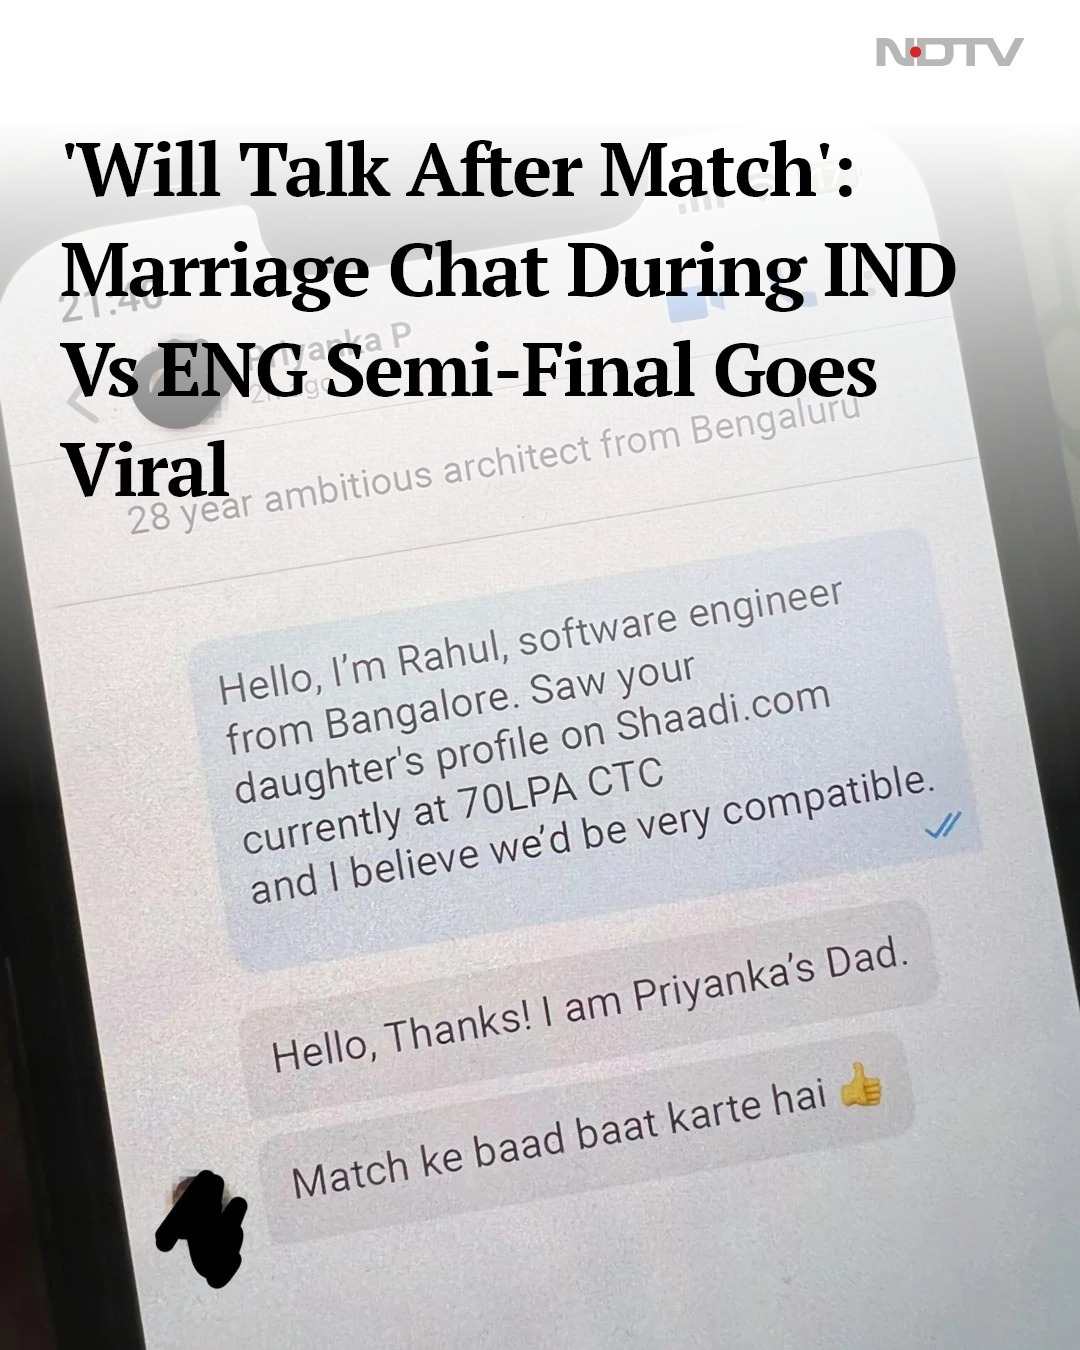 NDTV
'Will Talk After Match':
Marriage Chat During IND
Vs ENG Semi-Final Goes
Viral
21:46
Priyanka P
ago
28 year ambitious architect from Bengaluru
Hello, I'm Rahul, software engineer
from Bangalore. Saw your
daughter's profile on Shaadi.com
currently at 70LPA CTC
and I believe we'd be very compatible.
Hello, Thanks! I am Priyanka's Dad.
Match ke baad baat karte hai 👍